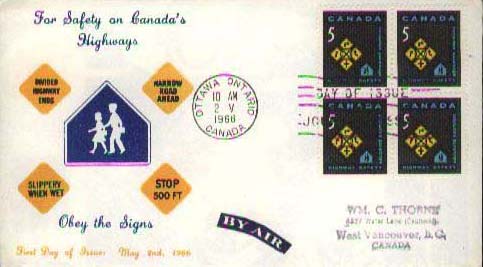 For Safety on Canada's
Highways
DIVIDED
HIGHWAY
ENDS
NARROW
ROAD
AHEAD
SLIPPERY
WHEN WET
STOP
500 FT
Obey the Signs
First Day of Issue: May 2nd, 1966
OTTAWA ONTARIO
10 AM
2 V
1966
CANADA
BY AIR
CANADA
5
CANADA
5
DAY OF ISSUE
CANADA
5
CANADA
5
WM. C. THORNE
West Vancouver, B.C.
CANADA